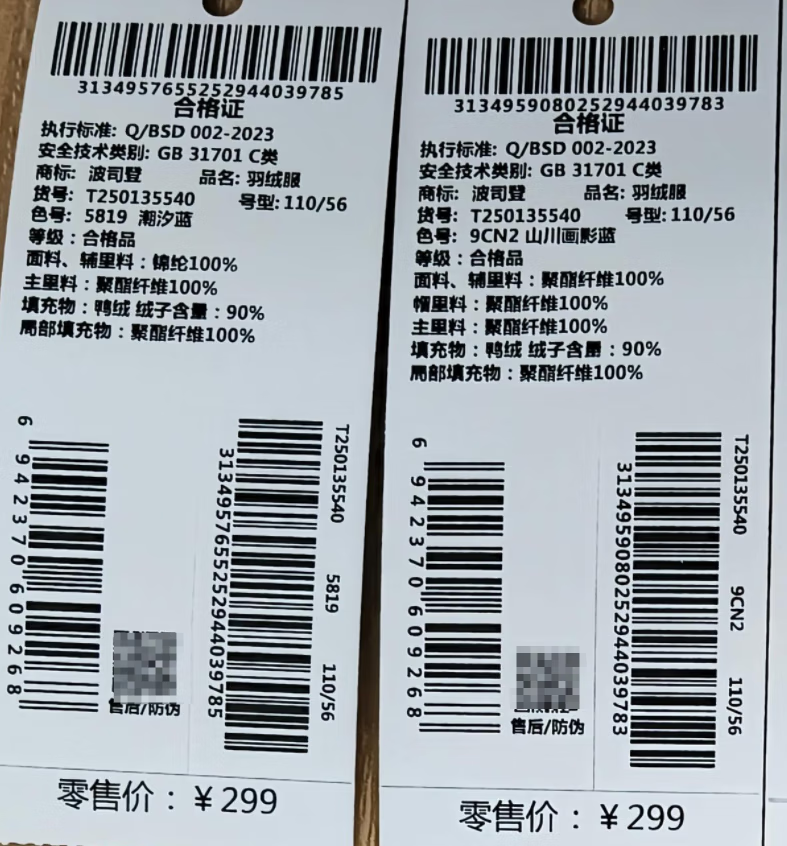 313495765525294403978​5
合格证
执行标准: Q/BSD 002-2023
安全技术类别: GB 31701 C类
商标: 波司登 品名: 羽绒服
货号: T250135540 号型: 110/56
色号: 5819 潮汐蓝
等级：合格品
面料、辅里料：锦纶100%
主里料：聚酯纤维100%
填充物：鸭绒 绒子含量：90%
局部填充物：聚酯纤维100%
6942370609268
售后/防伪
3134957655252944039785
T250135540 5819 110/56
零售价：￥299
3134959080252944039783
合格证
执行标准: Q/BSD 002-2023
安全技术类别: GB 31701 C类
商标: 波司登 品名: 羽绒服
货号: T250135540 号型: 110/56
色号: 9CN2 山川画影蓝
等级：合格品
面料、辅里料：聚酯纤维100%
帽里料：聚酯纤维100%
主里料：聚酯纤维100%
填充物：鸭绒 绒子含量：90%
局部填充物：聚酯纤维100%
6942370609268
售后/防伪
3134959080252944039783
T250135540 9CN2 110/56
零售价：￥299